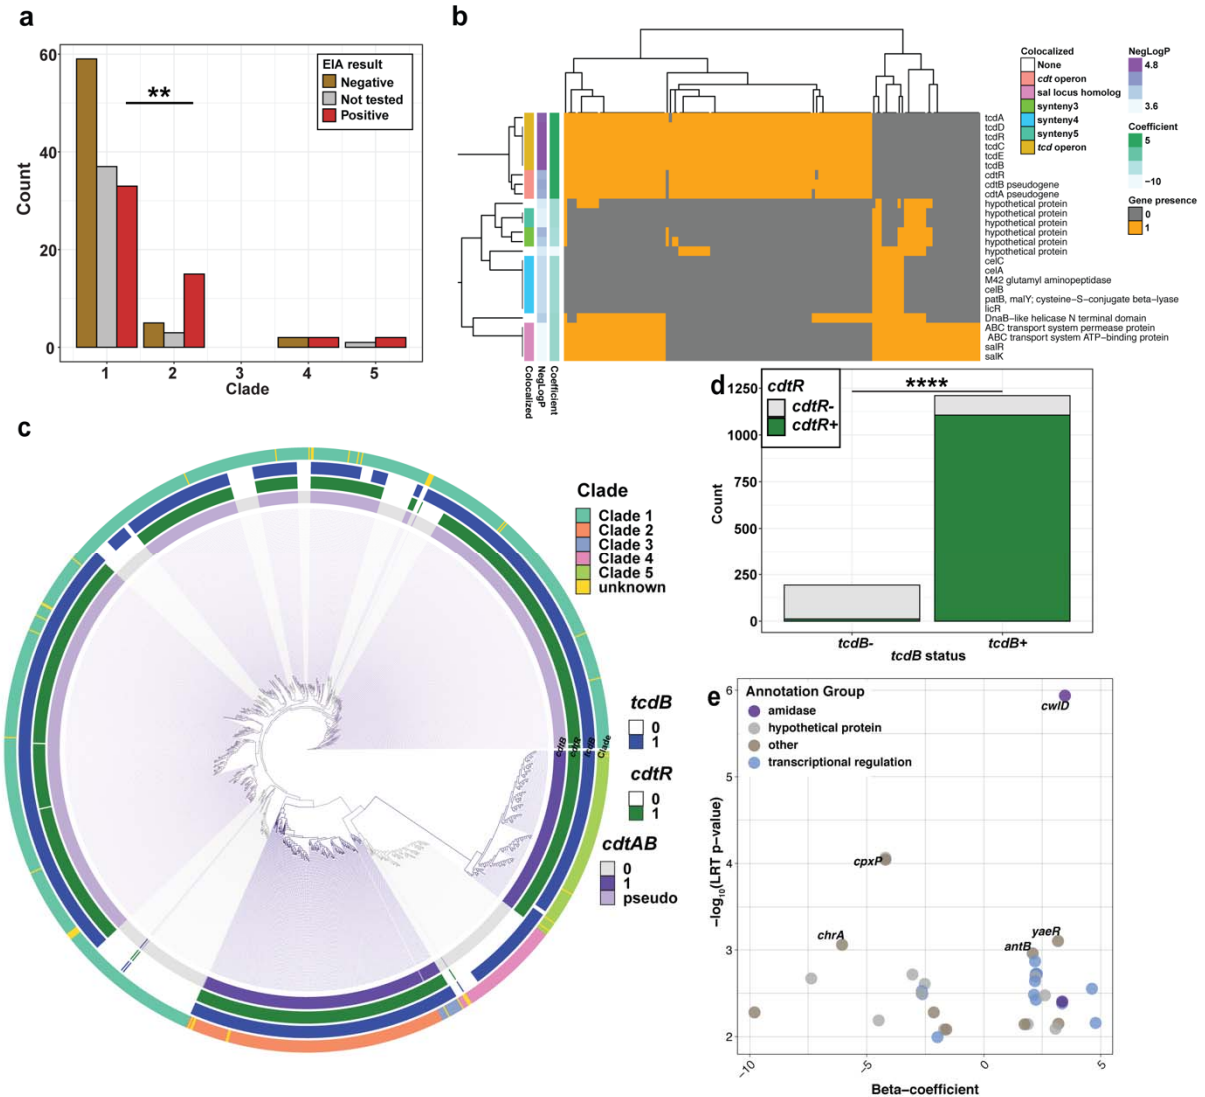 a
60
40
20
0
Count
EIA result
Negative
Not tested
Positive
**
1
2
3
4
5
Clade
b
Colocalized
None
cdt operon
sal locus homolog
synteny3
synteny4
synteny5
tcd operon
NegLogP
4.8
3.6
Coefficient
5
−10
Gene presence
0
1
tcdA
tcdD
tcdR
tcdC
tcdE
tcdB
cdtR
cdtB pseudogene
cdtA pseudogene
hypothetical protein
hypothetical protein
hypothetical protein
hypothetical protein
hypothetical protein
hypothetical protein
celC
celA
M42 glutamyl aminopeptidase
celB
patB, malY; cysteine−S−conjugate beta−lyase
licR
DnaB−like helicase N terminal domain
ABC transport system permease protein
ABC transport system ATP−binding protein
salR
salK
Colocalized
NegLogP
Coefficient
c
Clade
Clade 1
Clade 2
Clade 3
Clade 4
Clade 5
unknown
tcdB
0
1
cdtR
0
1
cdtAB
0
1
pseudo
cdtR
tcdB
Clade
d
cdtR
cdtR-
cdtR+
****
1250
1000
750
500
250
0
Count
tcdB-
tcdB+
tcdB status
e
Annotation Group
amidase
hypothetical protein
other
transcriptional regulation
cwlD
cpxP
chrA
yaeR
antB
6
5
4
3
2
−log10(LRT p−value)
−10
−5
0
5
Beta−coefficient